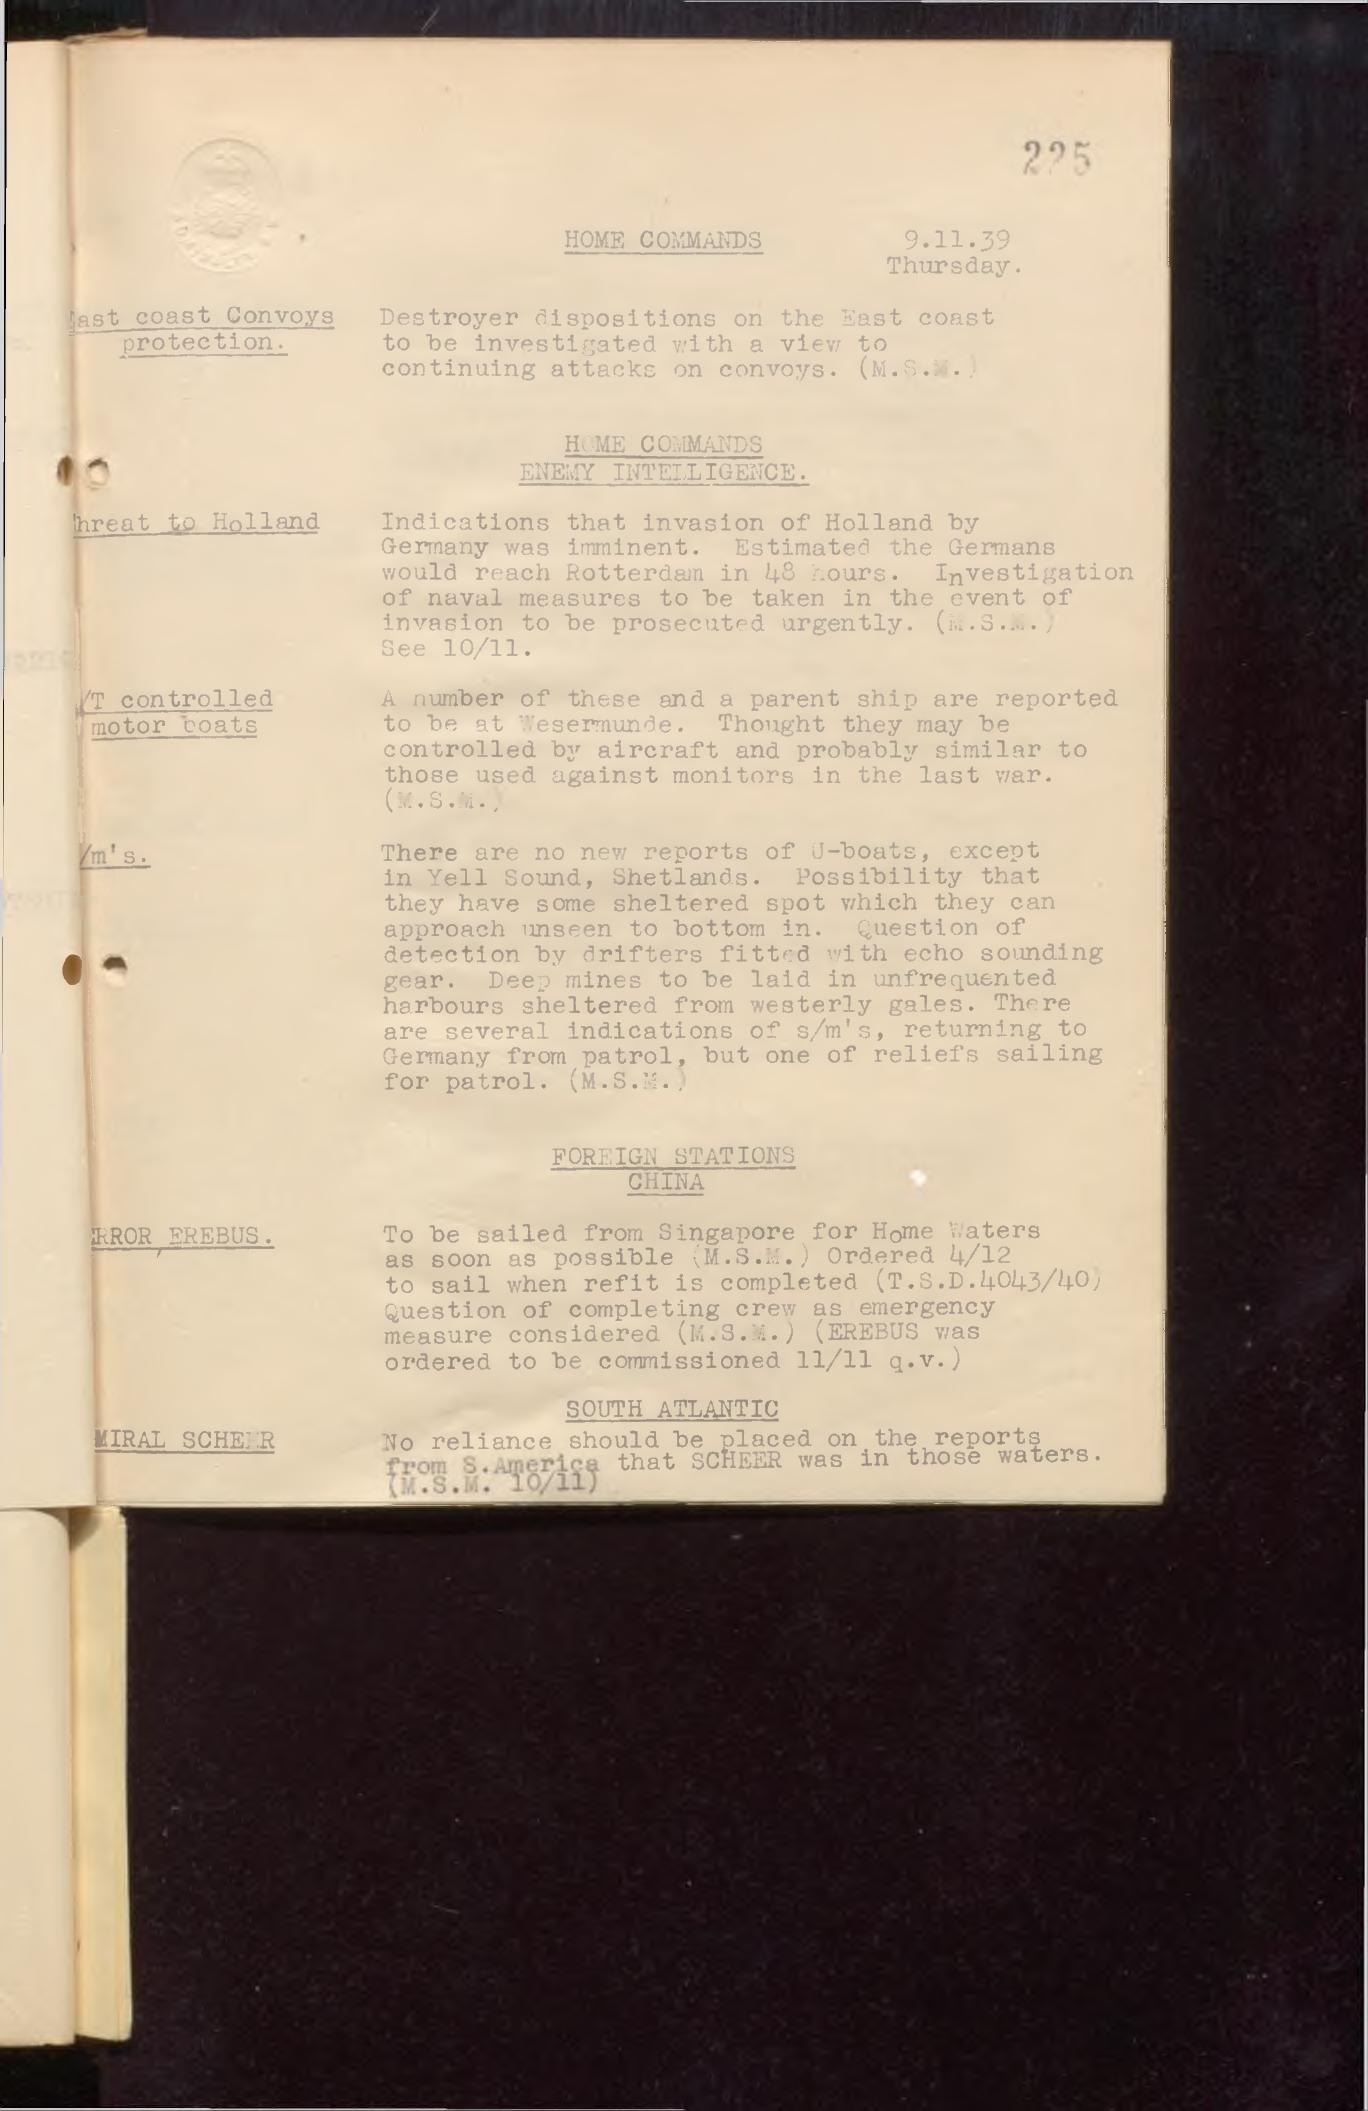 225
HOME COMMANDS 9.11.39
Thursday.
ast coast Convoys
protection.
Destroyer dispositions on the East coast
to be investigated with a view to
continuing attacks on convoys. (M.S.M.)
HOME COMMANDS
ENEMY INTELLIGENCE.
hreat to Holland
Indications that invasion of Holland by
Germany was imminent. Estimated the Germans
would reach Rotterdam in 48 hours. Investigation
of naval measures to be taken in the event of
invasion to be prosecuted urgently. (M.S.M.)
See 10/11.
/T controlled
motor boats
A number of these and a parent ship are reported
to be at Wesermunde. Thought they may be
controlled by aircraft and probably similar to
those used against monitors in the last war.
(M.S.M.)
/m's.
There are no new reports of U-boats, except
in Yell Sound, Shetlands. Possibility that
they have some sheltered spot which they can
approach unseen to bottom in. Question of
detection by drifters fitted with echo sounding
gear. Deep mines to be laid in unfrequented
harbours sheltered from westerly gales. There
are several indications of s/m's, returning to
Germany from patrol, but one of reliefs sailing
for patrol. (M.S.M.)
FOREIGN STATIONS
CHINA
RROR, EREBUS.
To be sailed from Singapore for Home Waters
as soon as possible (M.S.M.) Ordered 4/12
to sail when refit is completed (T.S.D.4043/40)
Question of completing crew as emergency
measure considered (M.S.M.) (EREBUS was
ordered to be commissioned 11/11 q.v.)
SOUTH ATLANTIC
MIRAL SCHEER
No reliance should be placed on the reports
from S.America that SCHEER was in those waters.
(M.S.M. 10/11)